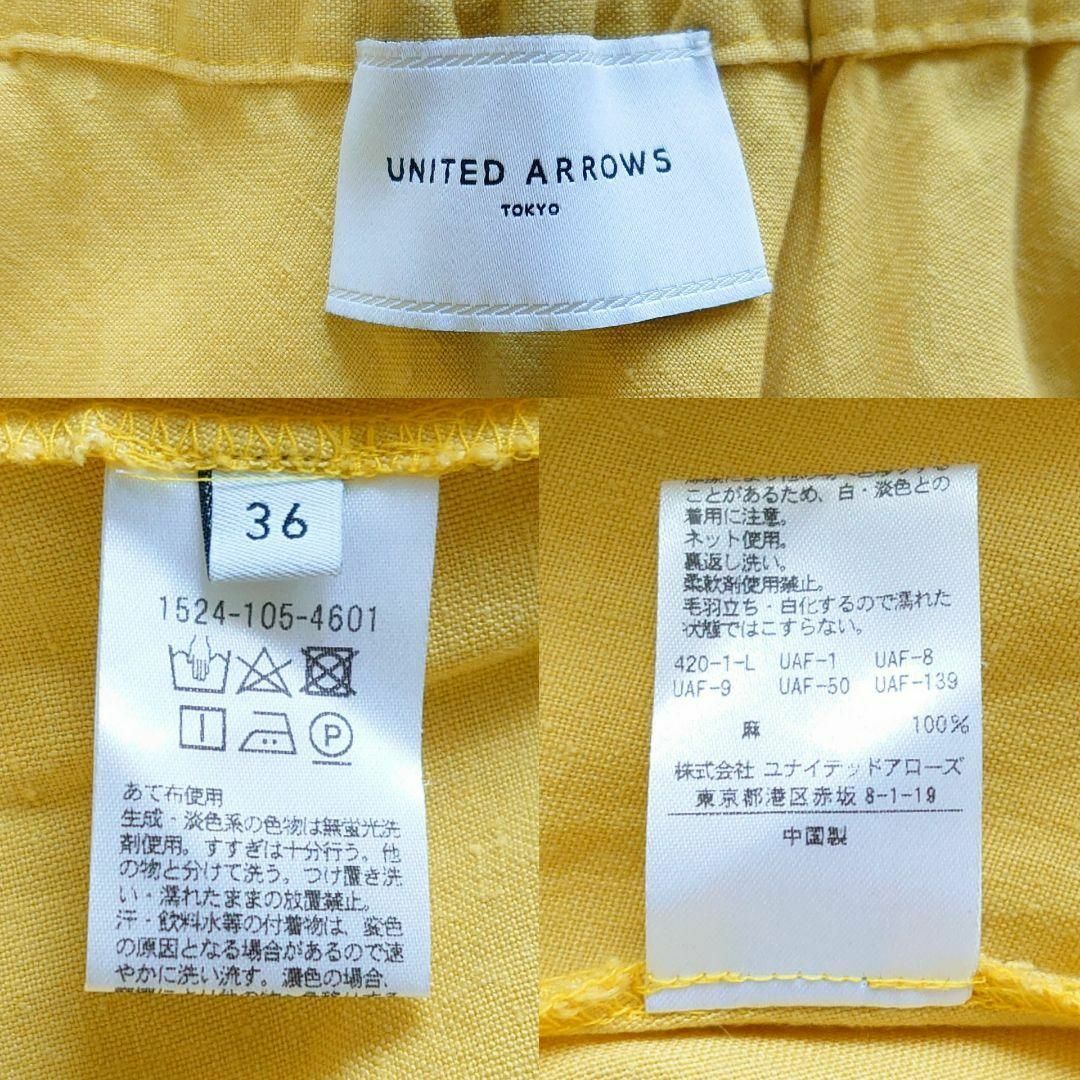 UNITED ARROWS
TOKYO
36
1524-105-4601
P
あて布使用
生成・淡色系の色物は無蛍光洗
剤使用。すすぎは十分行う。他
の物と分けて洗う。つけ置き洗
い・濡れたままの放置禁止。
汗・飲料水等の付着物は、変色
の原因となる場合があるので速
やかに洗い流す。濃色の場合、
ことがあるため、白・淡色との
着用に注意。
ネット使用。
裏返し洗い。
柔軟剤使用禁止。
毛羽立ち・白化するので濡れた
状態ではこすらない。
420-1-L UAF-1 UAF-8
UAF-9 UAF-50 UAF-139
麻 100%
株式会社 ユナイテッドアローズ
東京都港区赤坂 8-1-19
中国製